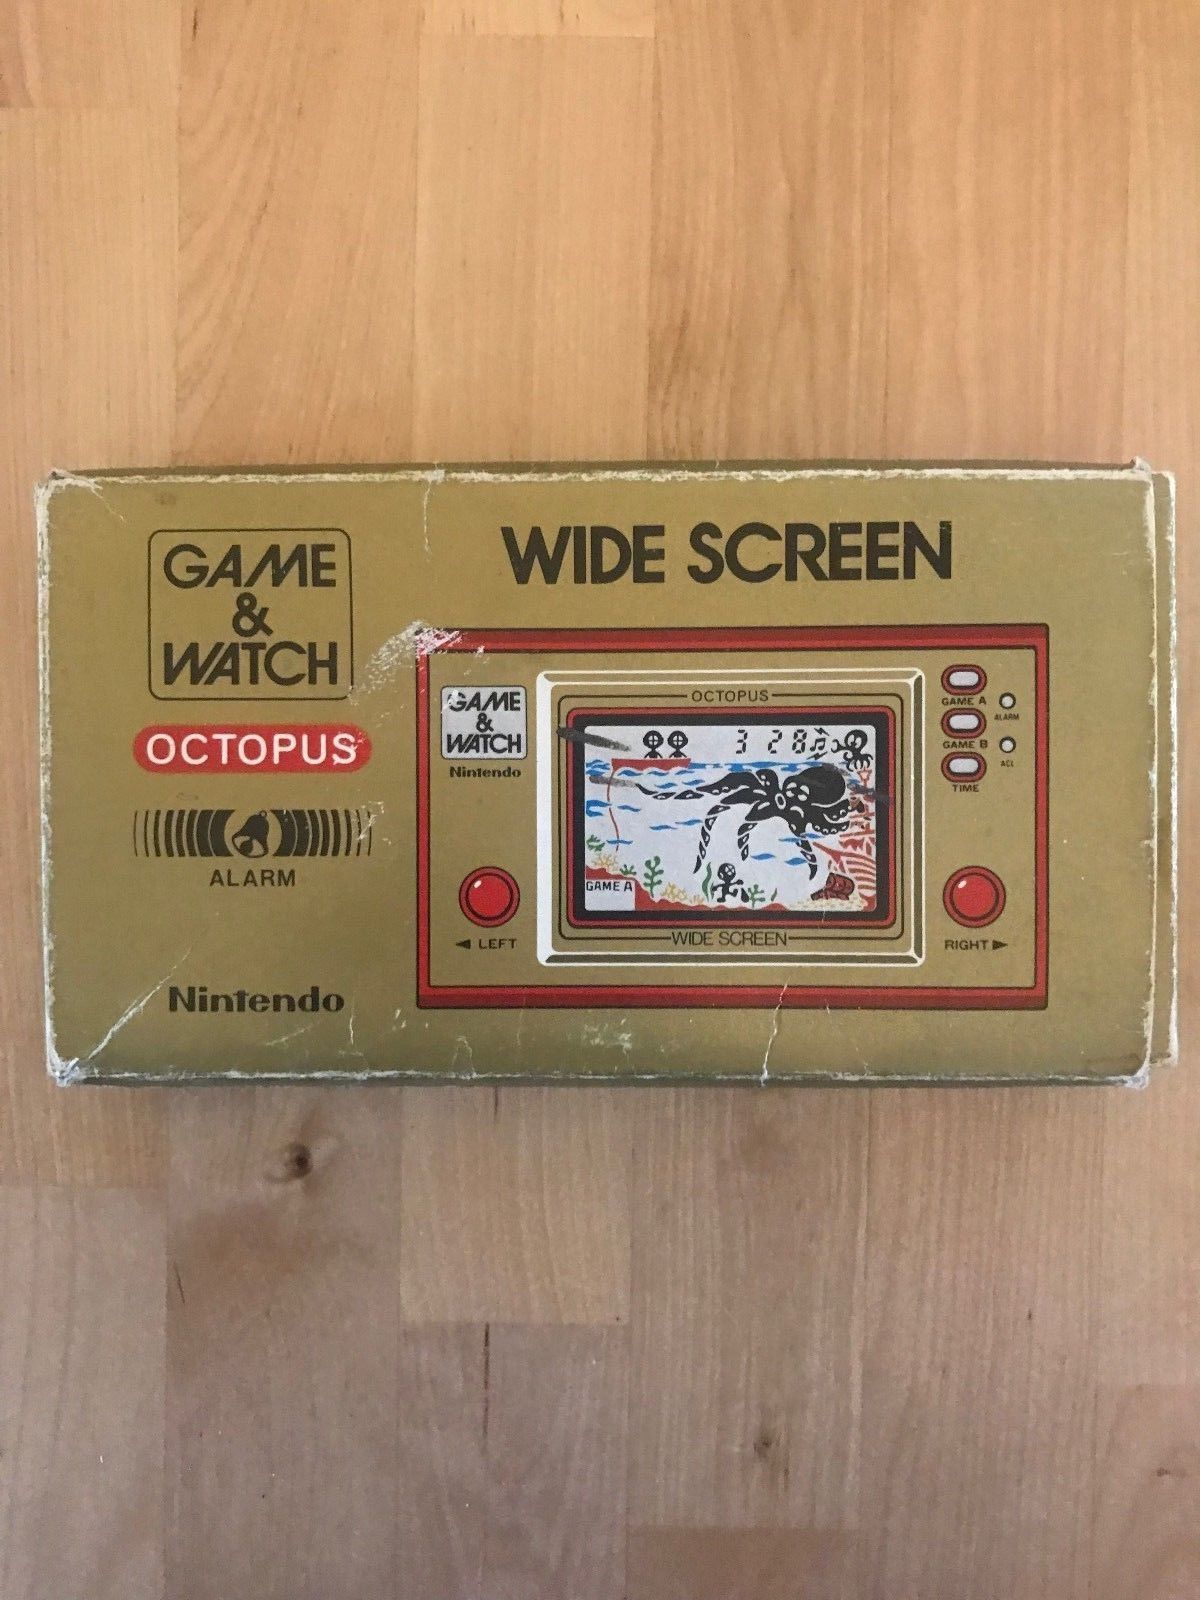 GAME
&
WATCH
OCTOPUS
ALARM
Nintendo
WIDE SCREEN
GAME
&
WATCH
Nintendo
OCTOPUS
3 28
GAME A
WIDE SCREEN
GAME A
ALARM
GAME B
ACL
TIME
◄ LEFT
RIGHT ►